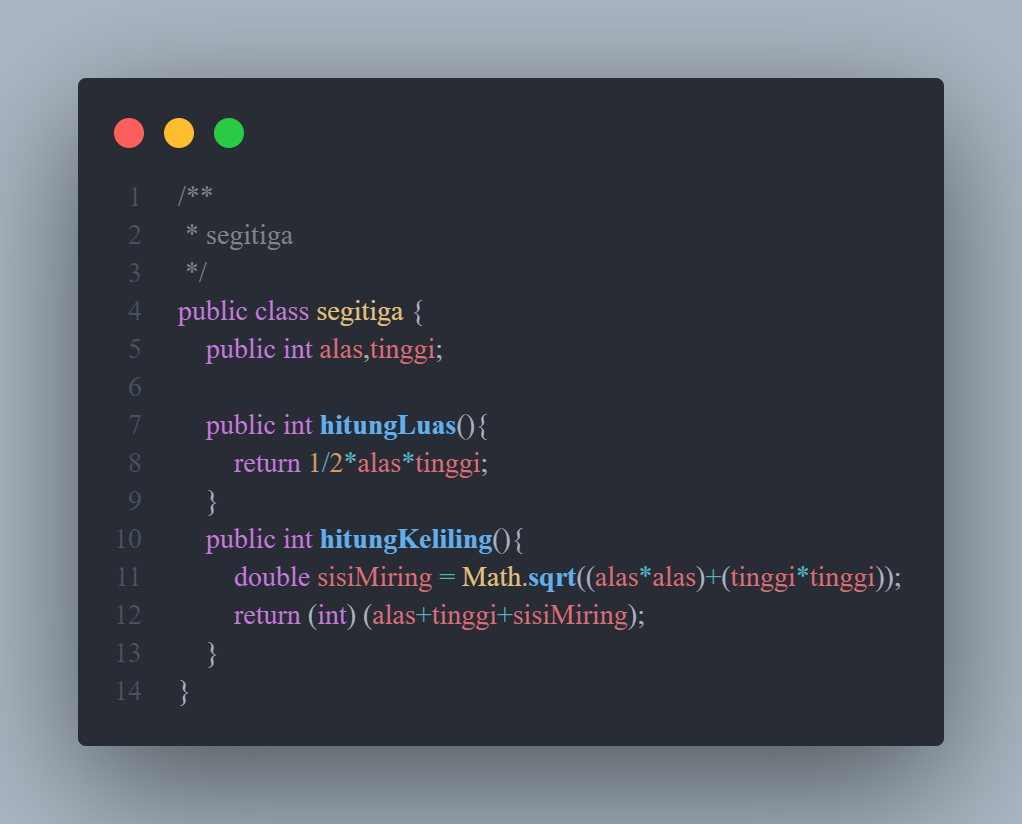 1 /**
2  * segitiga
3  */
4 public class segitiga {
5     public int alas,tinggi;
6
7     public int hitungLuas(){
8         return 1/2*alas*tinggi;
9     }
10     public int hitungKeliling(){
11         double sisiMiring = Math.sqrt((alas*alas)+(tinggi*tinggi));
12         return (int) (alas+tinggi+sisiMiring);
13     }
14 }